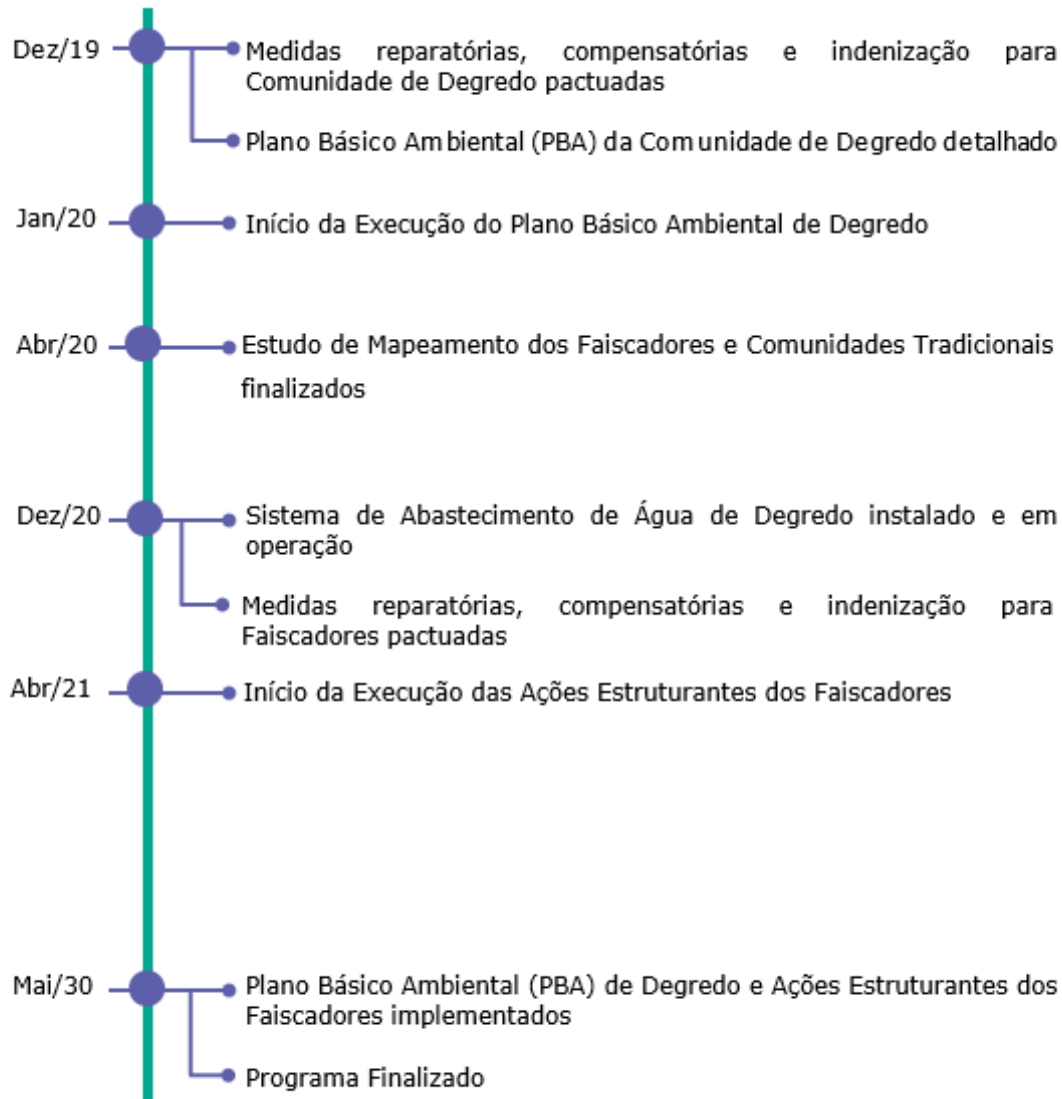 Dez/19
Medidas reparatórias, compensatórias e indenização para
Comunidade de Degredo pactuadas
Plano Básico Ambiental (PBA) da Comunidade de Degredo detalhado
Jan/20
Início da Execução do Plano Básico Ambiental de Degredo
Abr/20
Estudo de Mapeamento dos Faiscadores e Comunidades Tradicionais
finalizados
Dez/20
Sistema de Abastecimento de Água de Degredo instalado e em
operação
Medidas reparatórias, compensatórias e indenização para
Faiscadores pactuadas
Abr/21
Início da Execução das Ações Estruturantes dos Faiscadores
Mai/30
Plano Básico Ambiental (PBA) de Degredo e Ações Estruturantes dos
Faiscadores implementados
Programa Finalizado